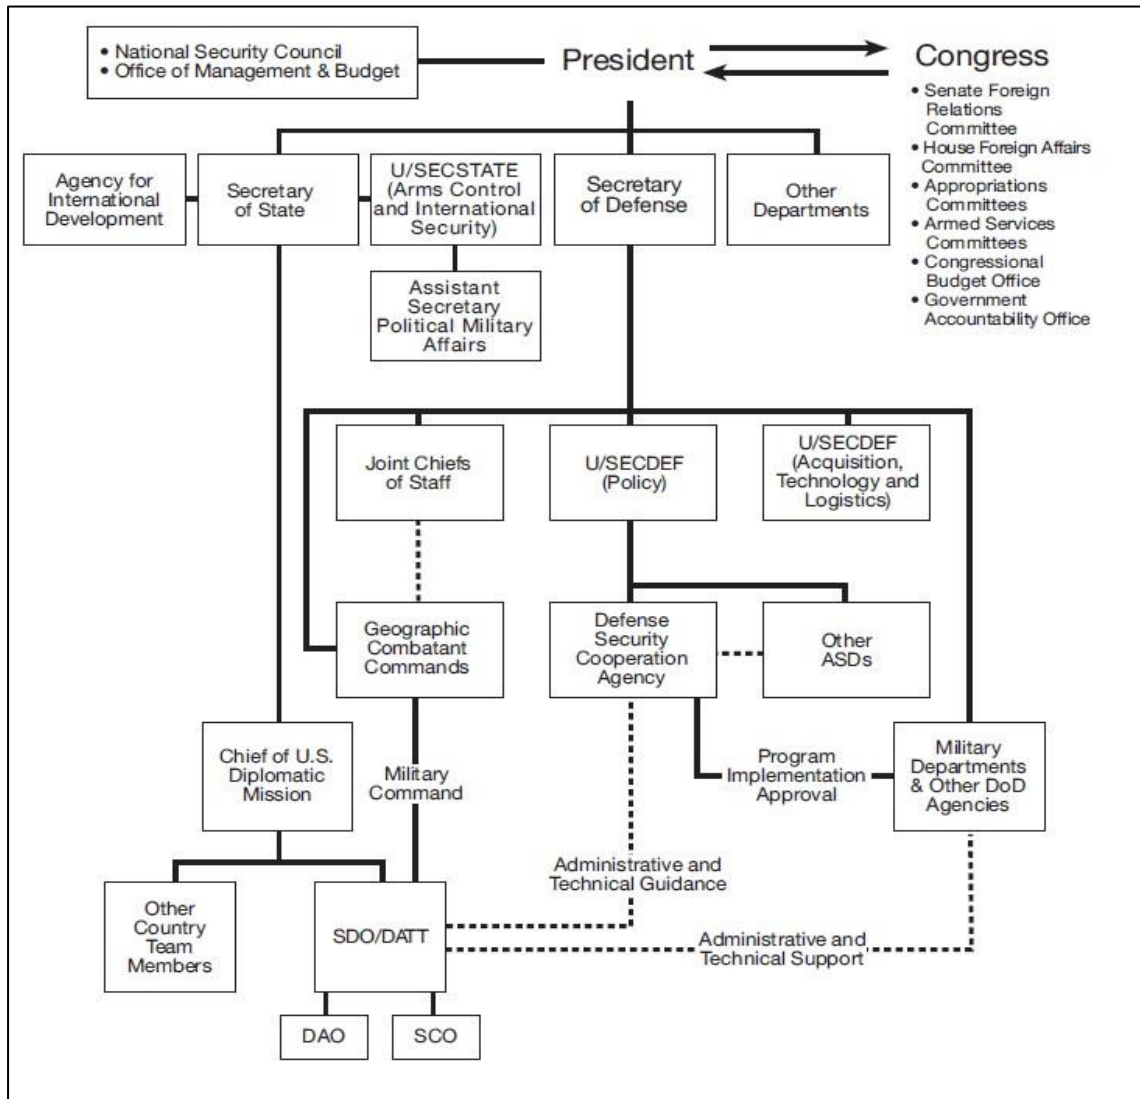 • National Security Council
• Office of Management & Budget
President
Congress
• Senate Foreign
Relations
Committee
• House Foreign Affairs
Committee
• Appropriations
Committees
• Armed Services
Committees
• Congressional
Budget Office
• Government
Accountability Office
Agency for
International
Development
Secretary
of State
U/SECSTATE
(Arms Control
and International
Security)
Secretary
of Defense
Other
Departments
Assistant
Secretary
Political Military
Affairs
Joint Chiefs
of Staff
U/SECDEF
(Policy)
U/SECDEF
(Acquisition,
Technology and
Logistics)
Geographic
Combatant
Commands
Defense
Security
Cooperation
Agency
Other
ASDs
Chief of U.S.
Diplomatic
Mission
Military
Command
Program
Implementation
Approval
Military
Departments
& Other DoD
Agencies
Administrative and
Technical Guidance
Other
Country
Team
Members
SDO/DATT
Administrative and
Technical Support
DAO
SCO